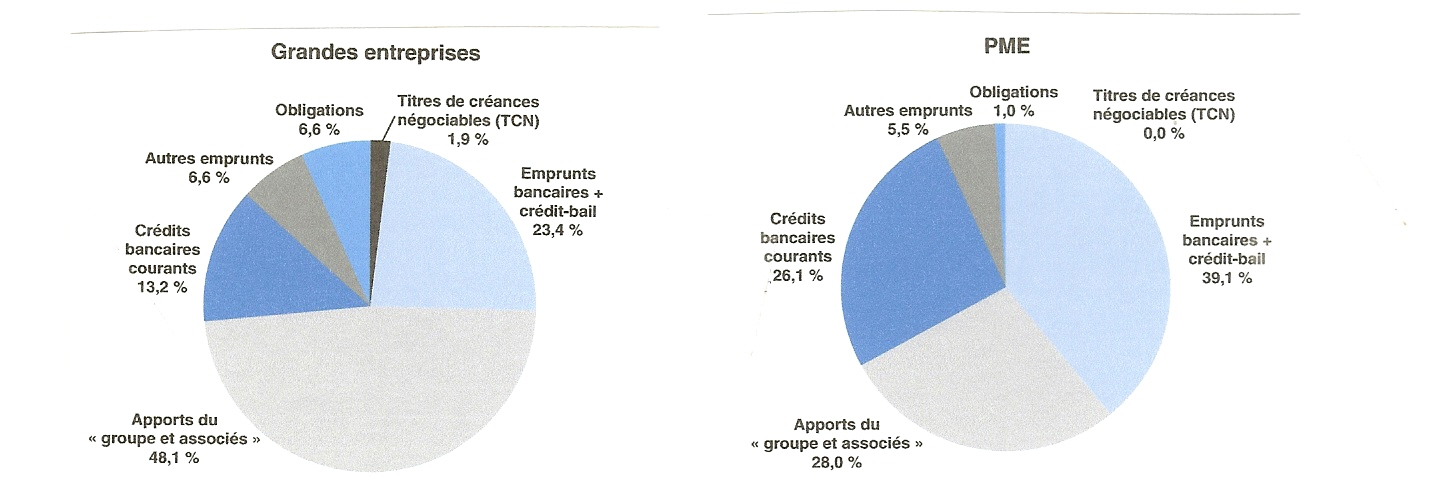 Grandes entreprises
Obligations
6,6 %
Titres de créances
négociables (TCN)
1,9 %
Autres emprunts
6,6 %
Emprunts
bancaires +
crédit-bail
23,4 %
Crédits
bancaires
courants
13,2 %
Apports du
« groupe et associés »
48,1 %
PME
Obligations
1,0 %
Titres de créances
négociables (TCN)
0,0 %
Autres emprunts
5,5 %
Crédits
bancaires
courants
26,1 %
Emprunts
bancaires +
crédit-bail
39,1 %
Apports du
« groupe et associés »
28,0 %